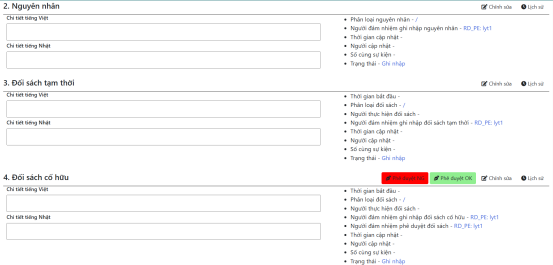 2. Nguyên nhân
Chỉnh sửa
Lịch sử
Chi tiết tiếng Việt
Chi tiết tiếng Nhật
Phân loại nguyên nhân - /
Người đảm nhiệm ghi nhập nguyên nhân - RD_PE: lyt1
Thời gian cập nhật -
Người cập nhật -
Số cùng sự kiện -
Trạng thái - Ghi nhập
3. Đối sách tạm thời
Chỉnh sửa
Lịch sử
Chi tiết tiếng Việt
Chi tiết tiếng Nhật
Thời gian bắt đầu -
Phân loại đối sách - /
Người thực hiện đối sách -
Người đảm nhiệm ghi nhập đối sách tạm thời - RD_PE: lyt1
Thời gian cập nhật -
Người cập nhật -
Số cùng sự kiện -
Trạng thái - Ghi nhập
4. Đối sách cố hữu
Phê duyệt NG
Phê duyệt OK
Chỉnh sửa
Lịch sử
Chi tiết tiếng Việt
Chi tiết tiếng Nhật
Thời gian bắt đầu -
Phân loại đối sách - /
Người thực hiện đối sách -
Người đảm nhiệm ghi nhập đối sách cố hữu - RD_PE: lyt1
Người đảm nhiệm phê duyệt đối sách - RD_PE: lyt1
Thời gian cập nhật -
Người cập nhật -
Số cùng sự kiện -
Trạng thái - Ghi nhập